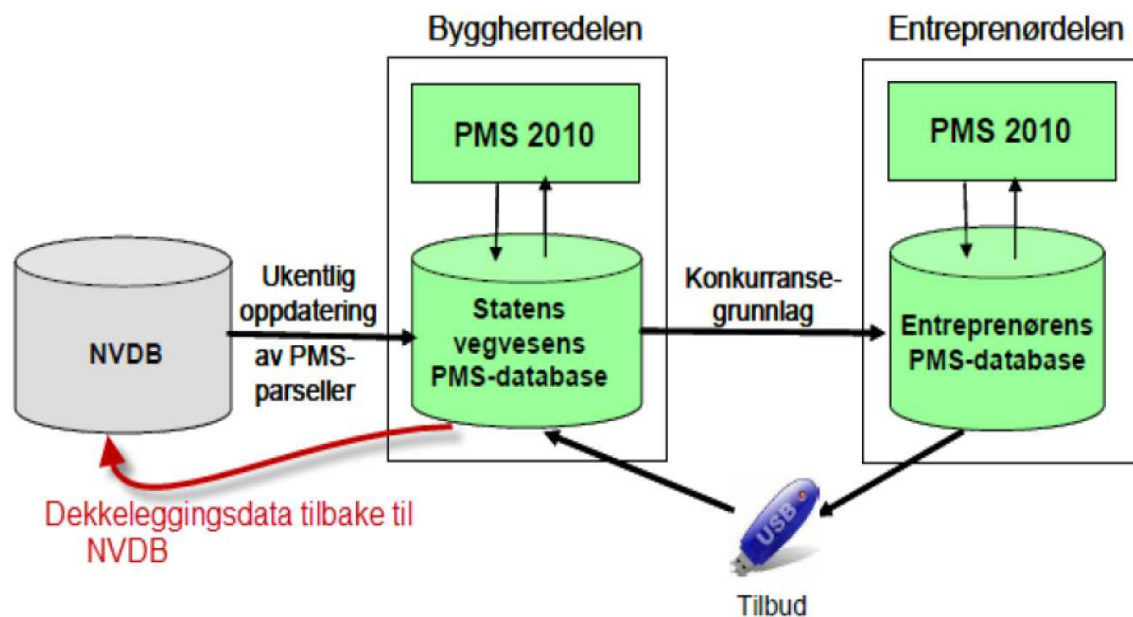 Byggherredelen
Entreprenørdelen
PMS 2010
PMS 2010
NVDB
Ukentlig
oppdatering
av PMS-
parseller
Statens
vegvesens
PMS-database
Konkurranse-
grunnlag
Entreprenørens
PMS-database
Dekkeleggingsdata tilbake til
NVDB
USB
Tilbud